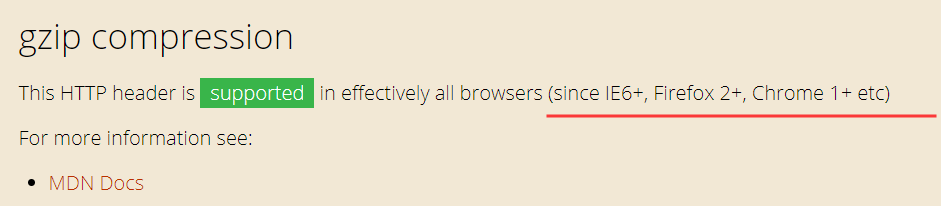 gzip compression
This HTTP header is supported in effectively all browsers (since IE6+, Firefox 2+, Chrome 1+ etc)
For more information see:
MDN Docs